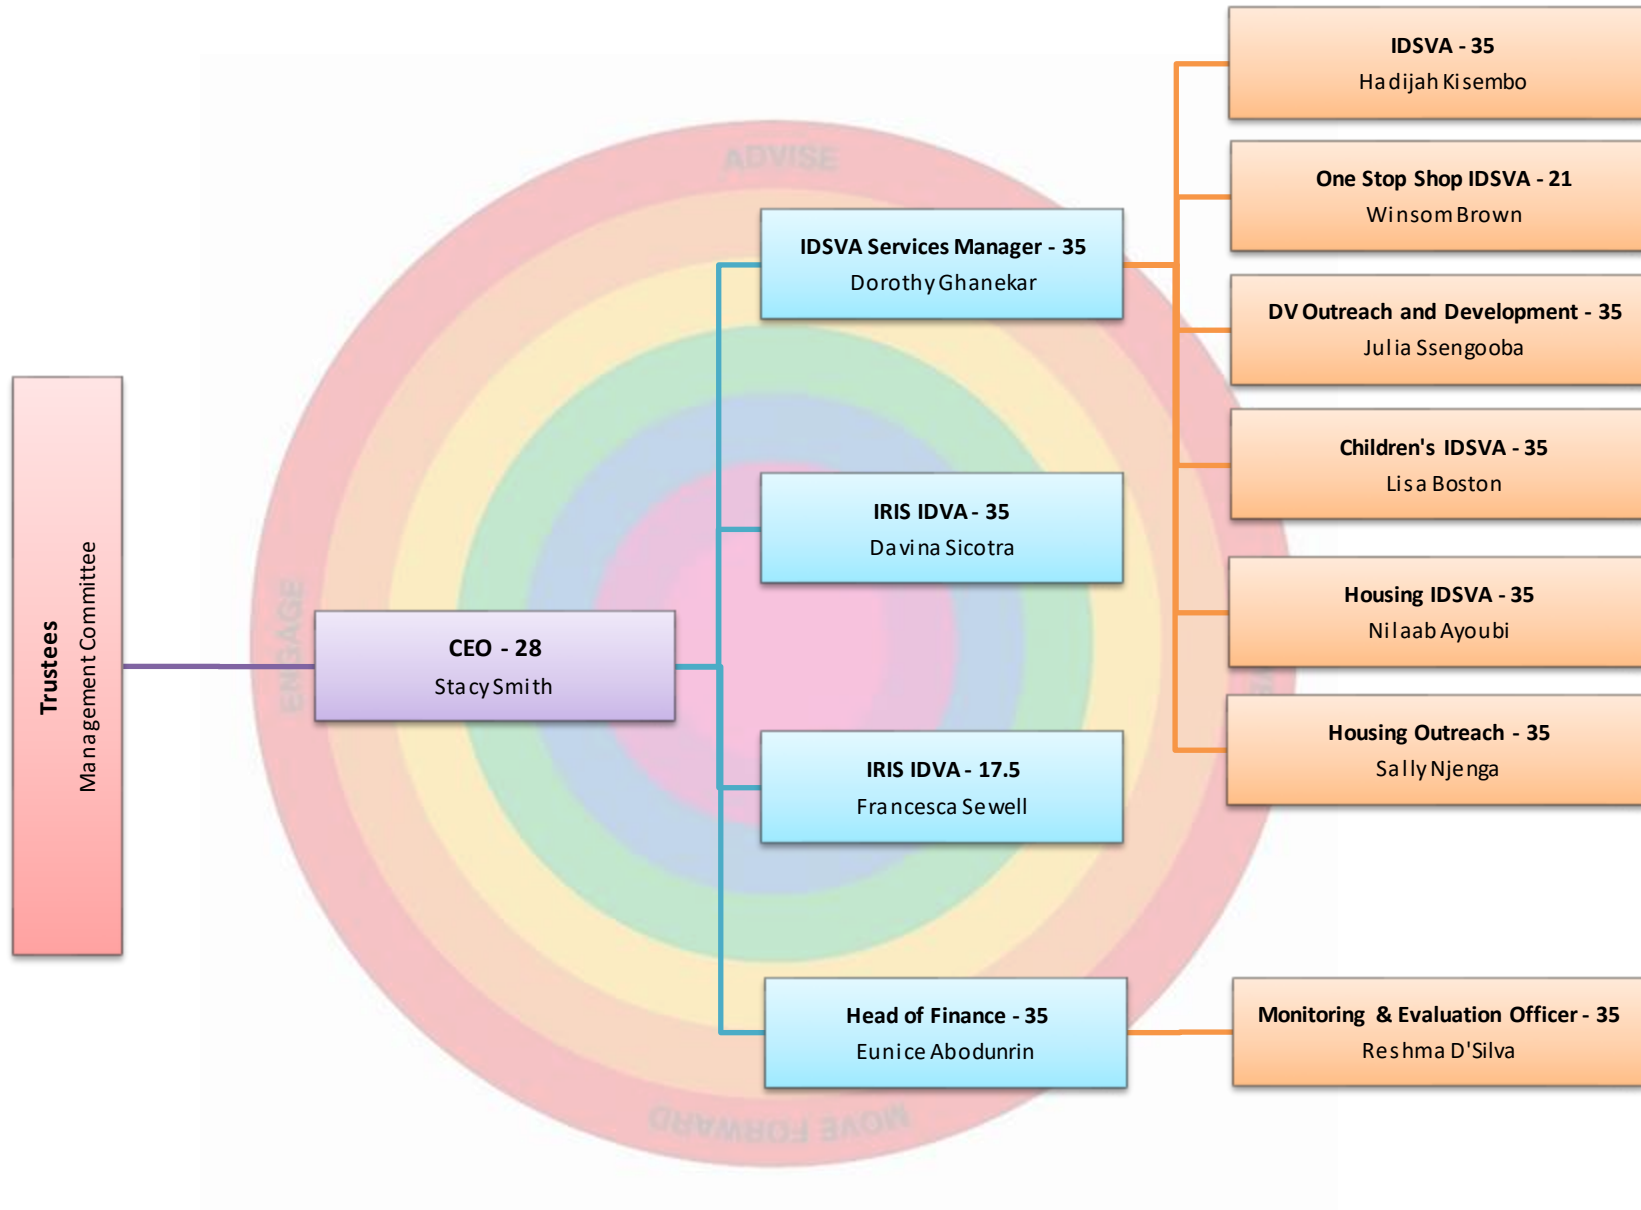 Trustees
Management Committee
CEO - 28
Stacy Smith
IDSVA Services Manager - 35
Dorothy Ghanekar
IRIS IDVA - 35
Davina Sicotra
IRIS IDVA - 17.5
Francesca Sewell
Head of Finance - 35
Eunice Abodunrin
IDSVA - 35
Hadijah Kisembo
One Stop Shop IDSVA - 21
Winsom Brown
DV Outreach and Development - 35
Julia Ssengooba
Children's IDSVA - 35
Lisa Boston
Housing IDSVA - 35
Nilaab Ayoubi
Housing Outreach - 35
Sally Njenga
Monitoring & Evaluation Officer - 35
Reshma D'Silva
ADVISE
ENGAGE
MOVE FORWARD